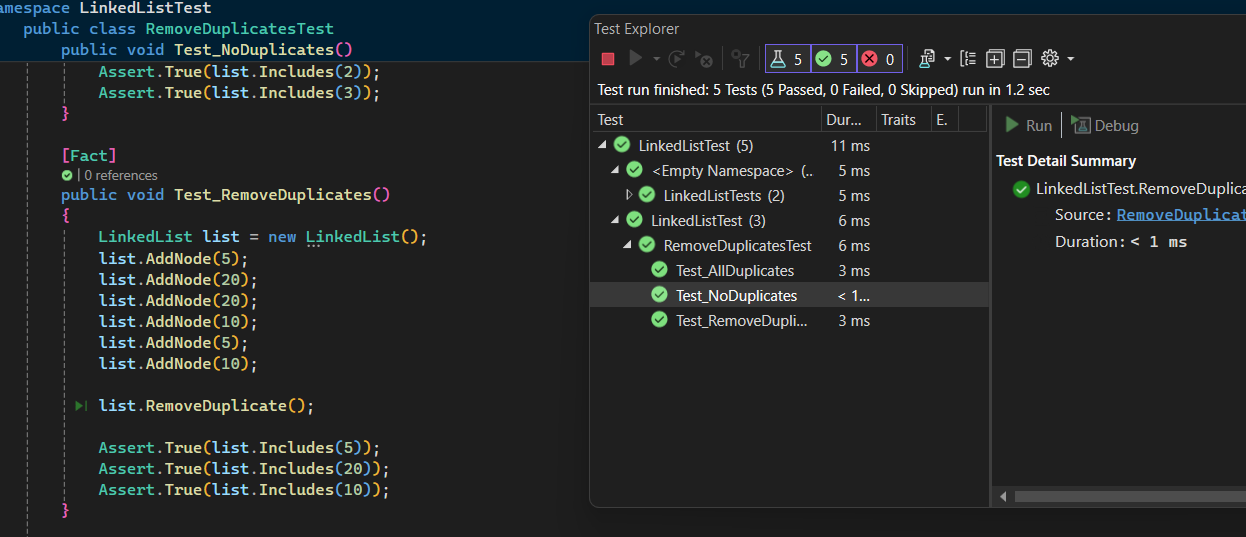 amespace LinkedListTest
public class RemoveDuplicatesTest
public void Test_NoDuplicates()
Assert.True(list.Includes(2));
Assert.True(list.Includes(3));
}
[Fact]
| 0 references
public void Test_RemoveDuplicates()
{
LinkedList list = new LinkedList();
list.AddNode(5);
list.AddNode(20);
list.AddNode(20);
list.AddNode(10);
list.AddNode(5);
list.AddNode(10);
list.RemoveDuplicate();
Assert.True(list.Includes(5));
Assert.True(list.Includes(20));
Assert.True(list.Includes(10));
}
Test Explorer
5 5 0
Test run finished: 5 Tests (5 Passed, 0 Failed, 0 Skipped) run in 1.2 sec
Test Dur... Traits E.
LinkedListTest (5) 11 ms
<Empty Namespace> (.. 5 ms
LinkedListTests (2) 5 ms
LinkedListTest (3) 6 ms
RemoveDuplicatesTest 6 ms
Test_AllDuplicates 3 ms
Test_NoDuplicates < 1...
Test_RemoveDupli... 3 ms
Run Debug
Test Detail Summary
LinkedListTest.RemoveDuplica
Source: RemoveDuplicat
Duration: < 1 ms